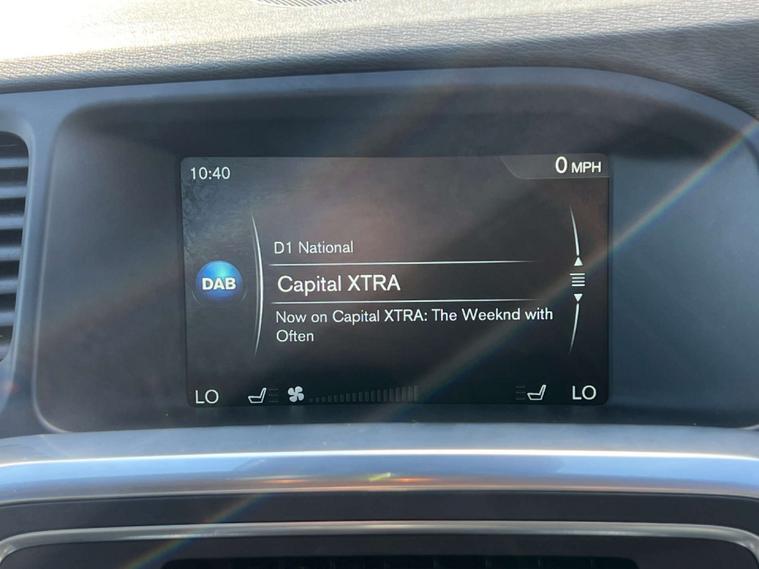 10:40
0 MPH
D1 National
DAB
Capital XTRA
Now on Capital XTRA: The Weeknd with
Often
LO
LO